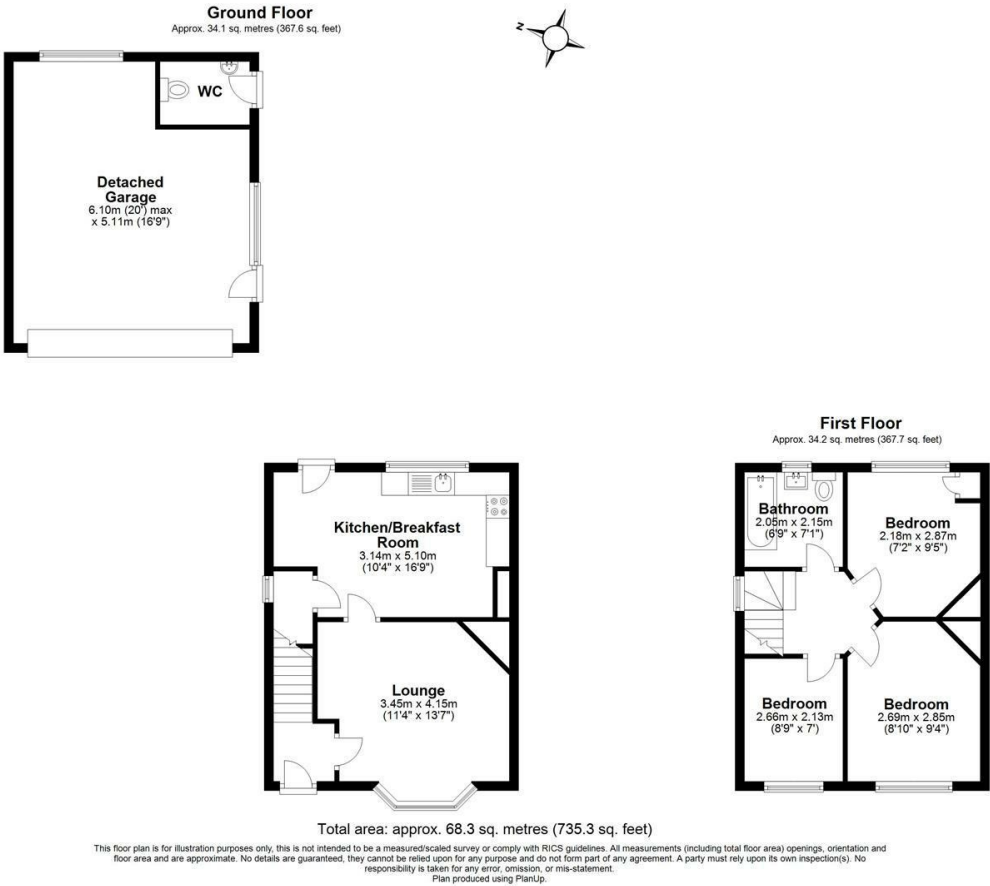 Ground Floor
Approx. 34.1 sq. metres (367.6 sq. feet)
N
WC
Detached
Garage
6.10m (20') max
x 5.11m (16'9")
First Floor
Approx. 34.2 sq. metres (367.7 sq. feet)
Kitchen/Breakfast
Room
3.14m x 5.10m
(10'4" x 16'9")
Bathroom
2.05m x 2.15m
(6'9" x 7'1")
Bedroom
2.18m x 2.87m
(7'2" x 9'5")
Lounge
3.45m x 4.15m
(11'4" x 13'7")
Bedroom
2.66m x 2.13m
(8'9" x 7')
Bedroom
2.69m x 2.85m
(8'10" x 9'4")
Total area: approx. 68.3 sq. metres (735.3 sq. feet)
This floor plan is for illustration purposes only, this is not intended to be a measured/scaled survey or comply with RICS guidelines. All measurements (including total floor area) openings, orientation and
floor area and are approximate. No details are guaranteed, they cannot be relied upon for any purpose and do not form part of any agreement. A party must rely upon its own inspection(s). No
responsibility is taken for any error, omission, or mis-statement.
Plan produced using PlanUp.